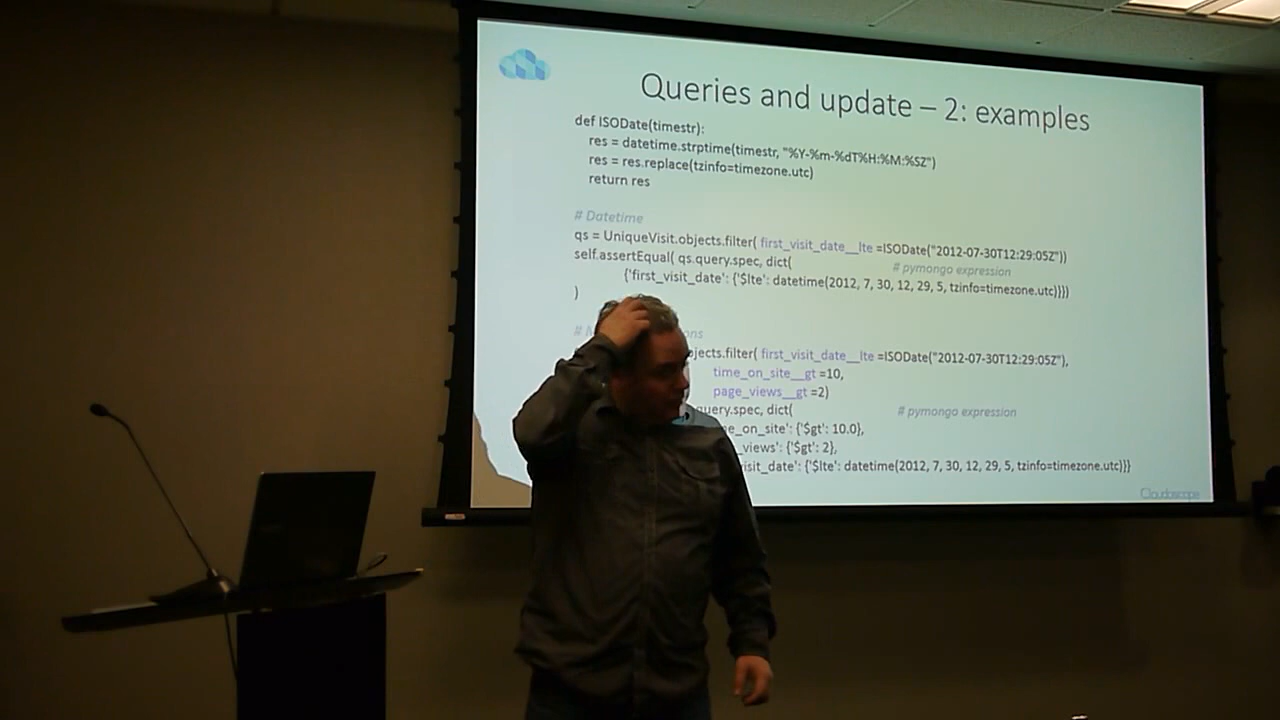 Queries and update – 2: examples
def ISODate(timestr):
res = datetime.strptime(timestr, "%Y-%m-%dT%H:%M:%SZ")
res = res.replace(tzinfo=timezone.utc)
return res
# Datetime
qs = UniqueVisit.objects.filter( first_visit_date__lte =ISODate("2012-07-30T12:29:05Z"))
self.assertEqual( qs.query.spec, dict( # pymongo expression
{'first_visit_date': {'$lte': datetime(2012, 7, 30, 12, 29, 5, tzinfo=timezone.utc)}})
)
# M ons
bjects.filter( first_visit_date__lte =ISODate("2012-07-30T12:29:05Z"),
time_on_site__gt =10,
page_views__gt =2)
query.spec, dict( # pymongo expression
e_on_site': {'$gt': 10.0},
_views': {'$gt': 2},
isit_date': {'$lte': datetime(2012, 7, 30, 12, 29, 5, tzinfo=timezone.utc)}}
Cloudoscope